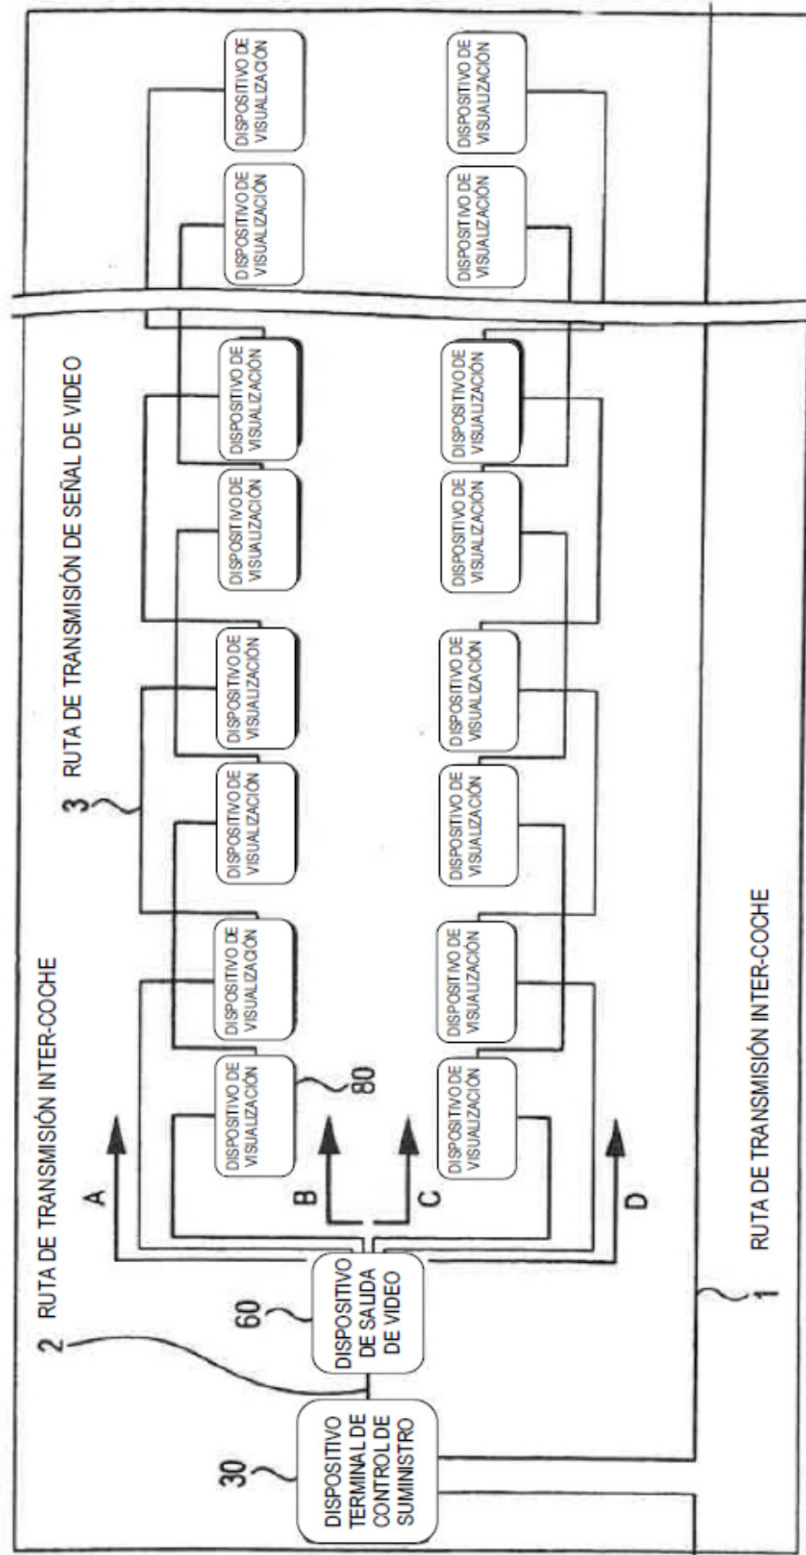 2 RUTA DE TRANSMISIÓN INTER-COCHE
3 RUTA DE TRANSMISIÓN DE SEÑAL DE VIDEO
A
DISPOSITIVO DE
VISUALIZACIÓN
DISPOSITIVO DE
VISUALIZACIÓN
DISPOSITIVO DE
VISUALIZACIÓN
DISPOSITIVO DE
VISUALIZACIÓN
DISPOSITIVO DE
VISUALIZACIÓN
DISPOSITIVO DE
VISUALIZACIÓN
DISPOSITIVO DE
VISUALIZACIÓN
DISPOSITIVO DE
VISUALIZACIÓN
80
30
DISPOSITIVO
TERMINAL DE
CONTROL DE
SUMINISTRO
60
DISPOSITIVO
DE SALIDA
DE VIDEO
B
C
DISPOSITIVO DE
VISUALIZACIÓN
DISPOSITIVO DE
VISUALIZACIÓN
DISPOSITIVO DE
VISUALIZACIÓN
DISPOSITIVO DE
VISUALIZACIÓN
DISPOSITIVO DE
VISUALIZACIÓN
DISPOSITIVO DE
VISUALIZACIÓN
DISPOSITIVO DE
VISUALIZACIÓN
DISPOSITIVO DE
VISUALIZACIÓN
D
1
RUTA DE TRANSMISIÓN INTER-COCHE